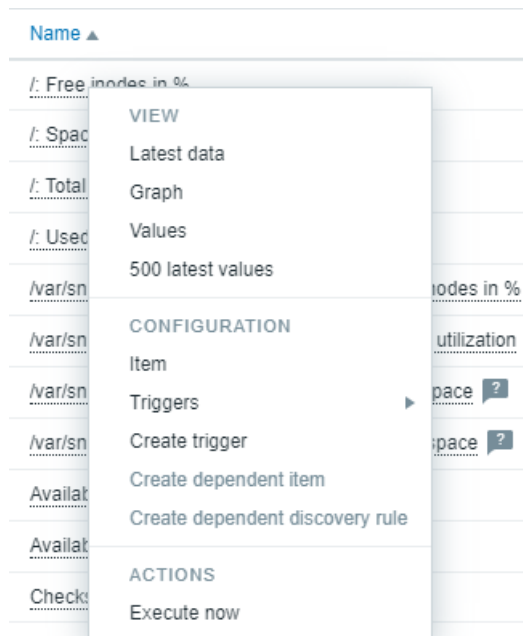 Name ▲
/: Free inodes in %
/: Spac
/: Total
/: Used
/var/sn
/var/sn
/var/sn
/var/sn
Availab
Availab
Checks
VIEW
Latest data
Graph
Values
500 latest values
CONFIGURATION
Item
Triggers
Create trigger
Create dependent item
Create dependent discovery rule
ACTIONS
Execute now
nodes in %
utilization
pace ?
space ?